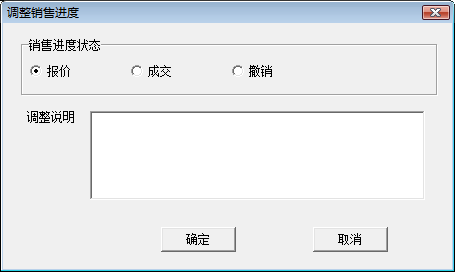 调整销售进度
销售进度状态
报价 成交 撤销
调整说明
确定 取消